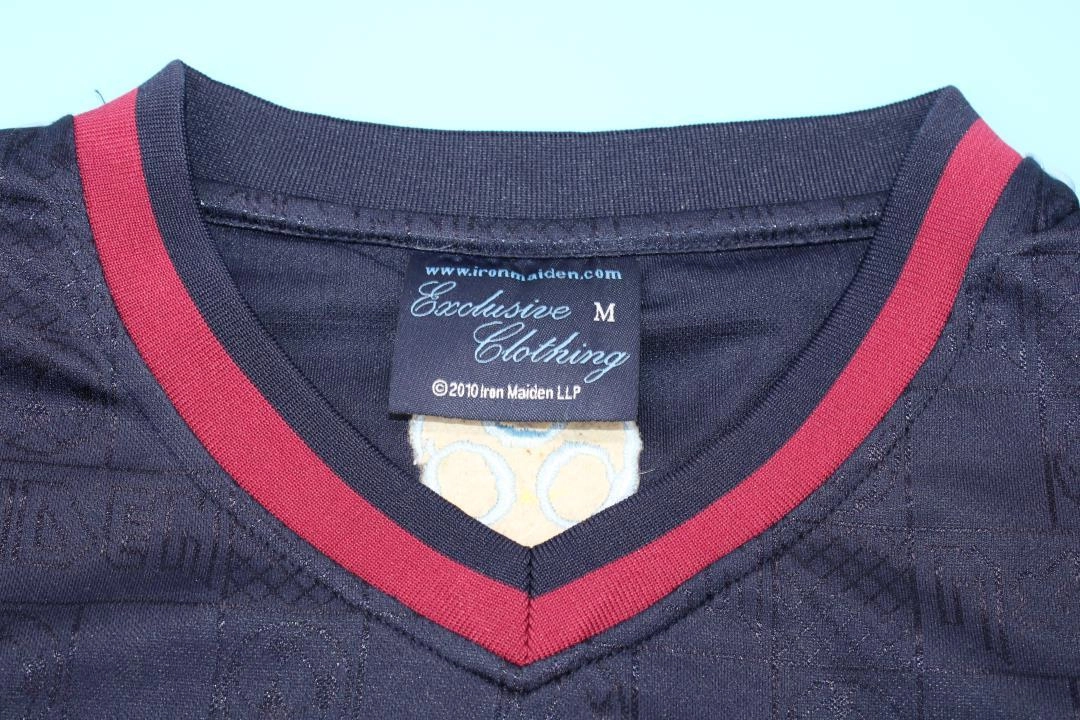 www.ironmaiden.com
Exclusive M
Clothing
©2010 Iron Maiden LLP